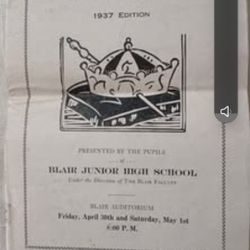 1937 EDITION
PRESENTED BY THE PUPILS
of
BLAIR JUNIOR HIGH SCHOOL
Under the Direction of THE BLAIR FACULTY
BLAIR AUDITORIUM
Friday, April 30th and Saturday, May 1st
8:00 P. M.